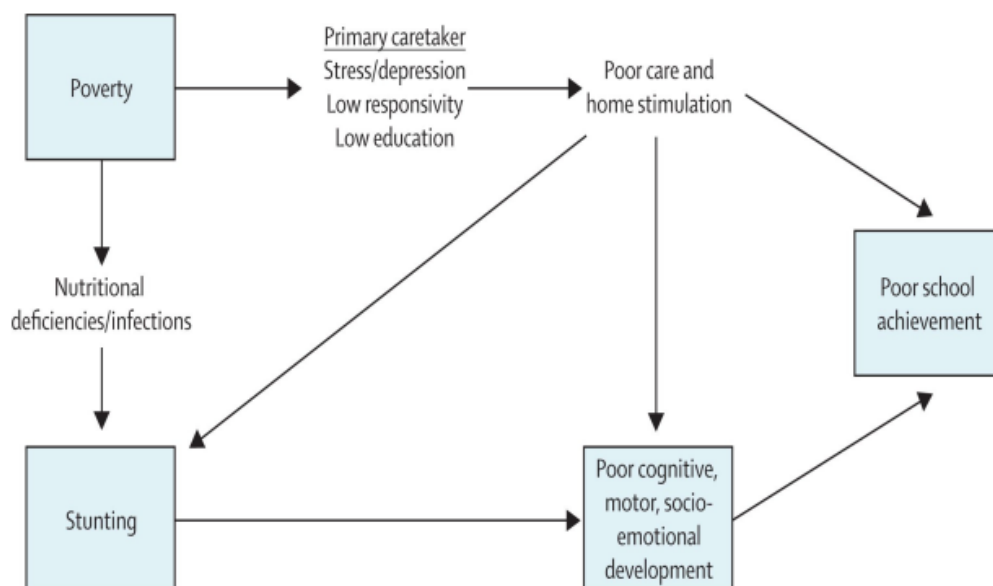 Poverty
Primary caretaker
Stress/depression
Low responsivity
Low education
Poor care and
home stimulation
Nutritional
deficiencies/infections
Poor school
achievement
Stunting
Poor cognitive,
motor, socio-
emotional
development